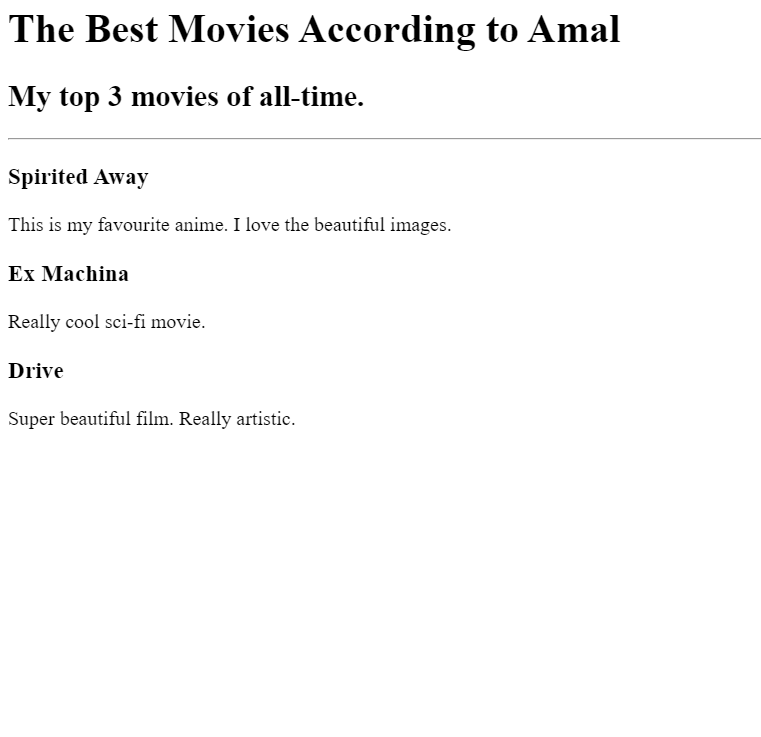 The Best Movies According to Amal
My top 3 movies of all-time.
Spirited Away
This is my favourite anime. I love the beautiful images.
Ex Machina
Really cool sci-fi movie.
Drive
Super beautiful film. Really artistic.